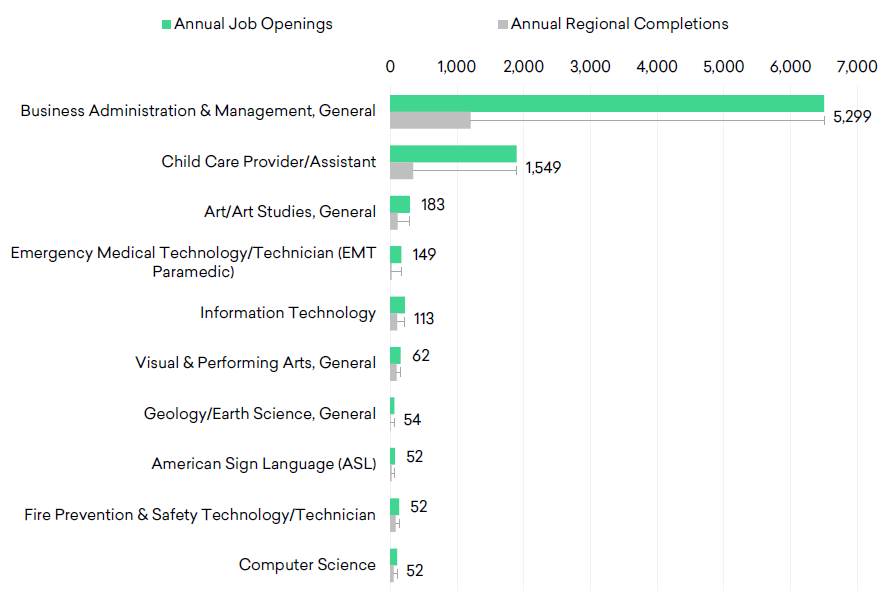 Annual Job Openings
Annual Regional Completions
0 1,000 2,000 3,000 4,000 5,000 6,000 7,000
Business Administration & Management, General
5,299
Child Care Provider/Assistant
1,549
Art/Art Studies, General
183
Emergency Medical Technology/Technician (EMT
Paramedic)
149
Information Technology
113
Visual & Performing Arts, General
62
Geology/Earth Science, General
54
American Sign Language (ASL)
52
Fire Prevention & Safety Technology/Technician
52
Computer Science
52